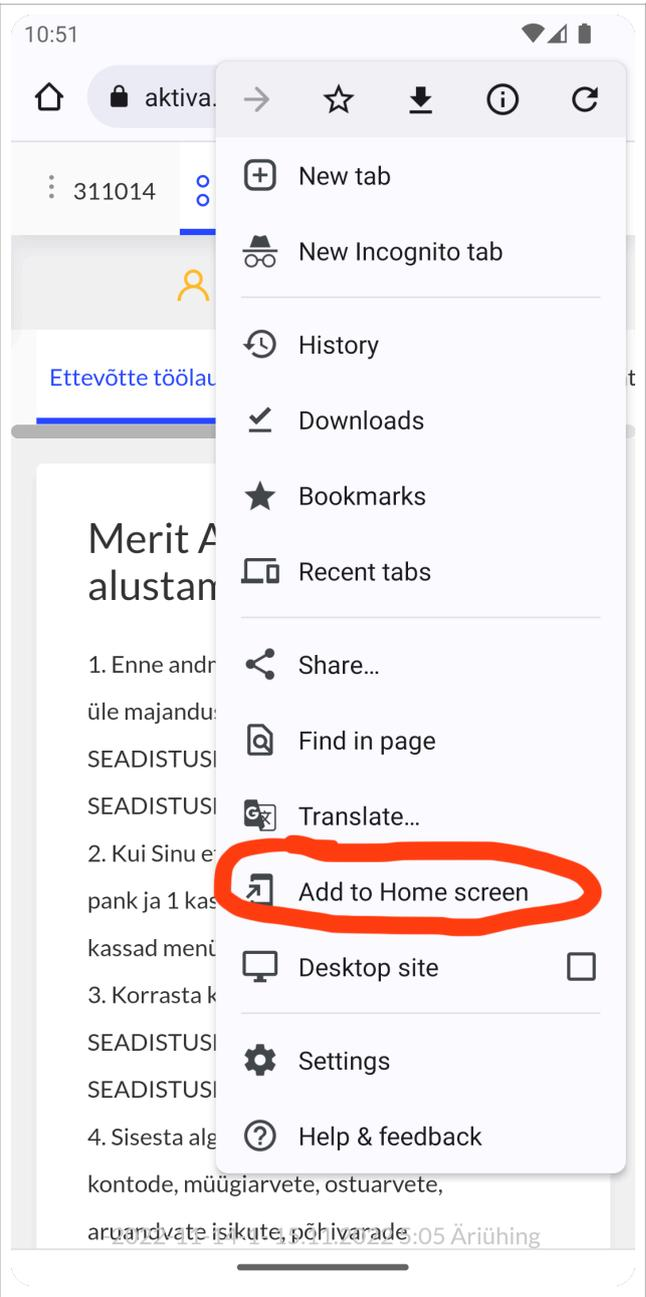 10:51
aktiva.
311014
Ettevõtte töölau
New tab
New Incognito tab
History
Downloads
Bookmarks
Recent tabs
Share...
Find in page
Translate...
Add to Home screen
Desktop site
Settings
Help & feedback
Merit A
alustam
1. Enne andr
üle majandus
SEADISTUSI
SEADISTUSI
2. Kui Sinu et
pank ja 1 kas
kassad menü
3. Korrasta k
SEADISTUSI
SEADISTUSI
4. Sisesta alg
kontode, müügiarvete, ostuarvete,
aruandvate isikute, põhivarade
5:05 Äriühing